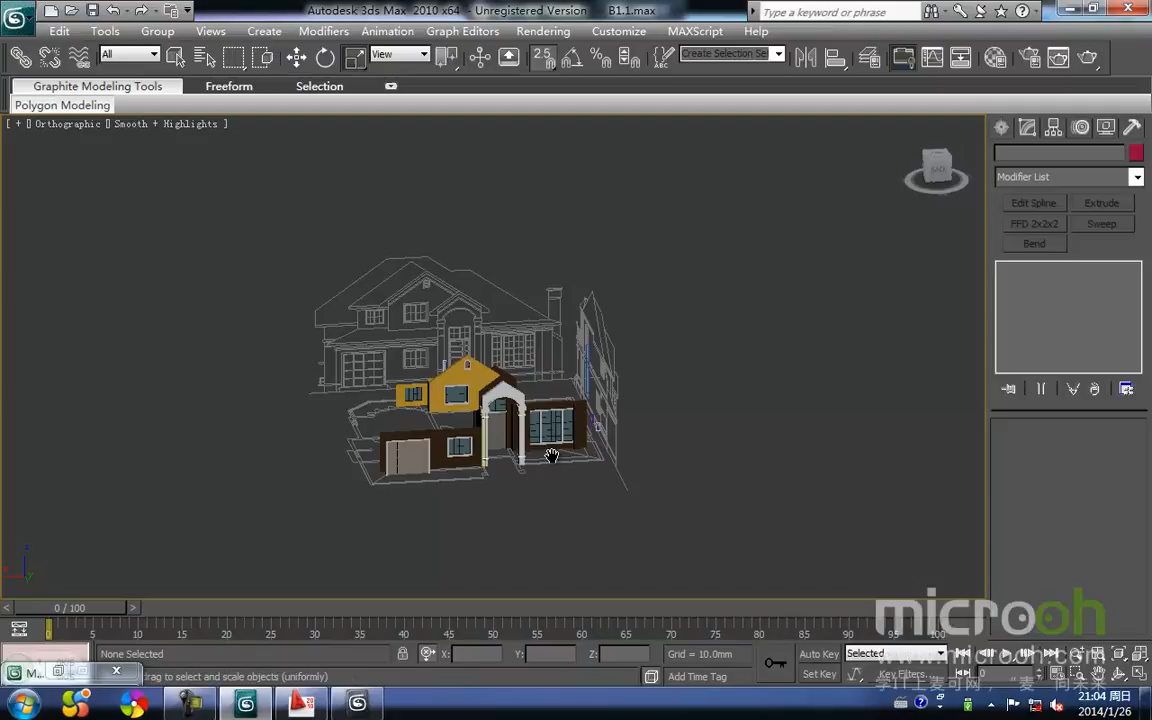 Autodesk 3ds Max 2010 x64 - Unregistered Version B1.1.max
Type a keyword or phrase
Edit Tools Group Views Create Modifiers Animation Graph Editors Rendering Customize MAXScript Help
All View 2.5 Create Selection Se
Graphite Modeling Tools Freeform Selection
Polygon Modeling
[ + ] Orthographic [] Smooth + Highlights ]
Modifier List
Edit Spline Extrude
FFD 2x2x2 Sweep
Bend
0 / 100
0 5 10 15 20 25 30 35 40 45 50 55 60 65 70 75 80 85 90 95 100
microoh
None Selected X: Y: Z: Grid = 10.0mm Auto Key Selected
www.microoh.com
M...
drag to select and scale objects (uniformly) Add Time Tag Set Key Key Filters... 0
21:04 周日
2014/1/26